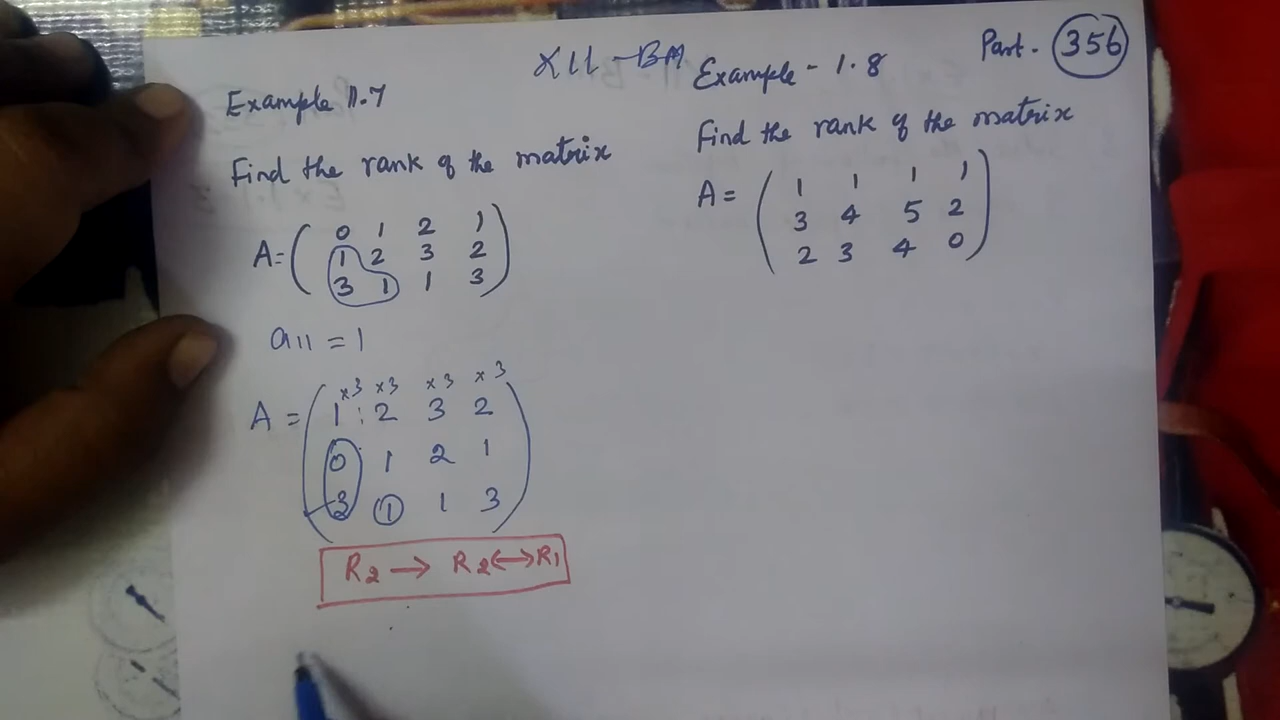 XII - BM
Part. 356
Example 1.7
Find the rank of the matrix
A = ( 0 1 2 1
1 2 3 2
3 1 1 3 )
a11 = 1
×3 ×3 ×3 ×3
A = ( 1 2 3 2
0 1 2 1
3 1 1 3 )
R2 → R2 ↔ R1
Example - 1.8
Find the rank of the matrix
A = ( 1 1 1 1
3 4 5 2
2 3 4 0 )